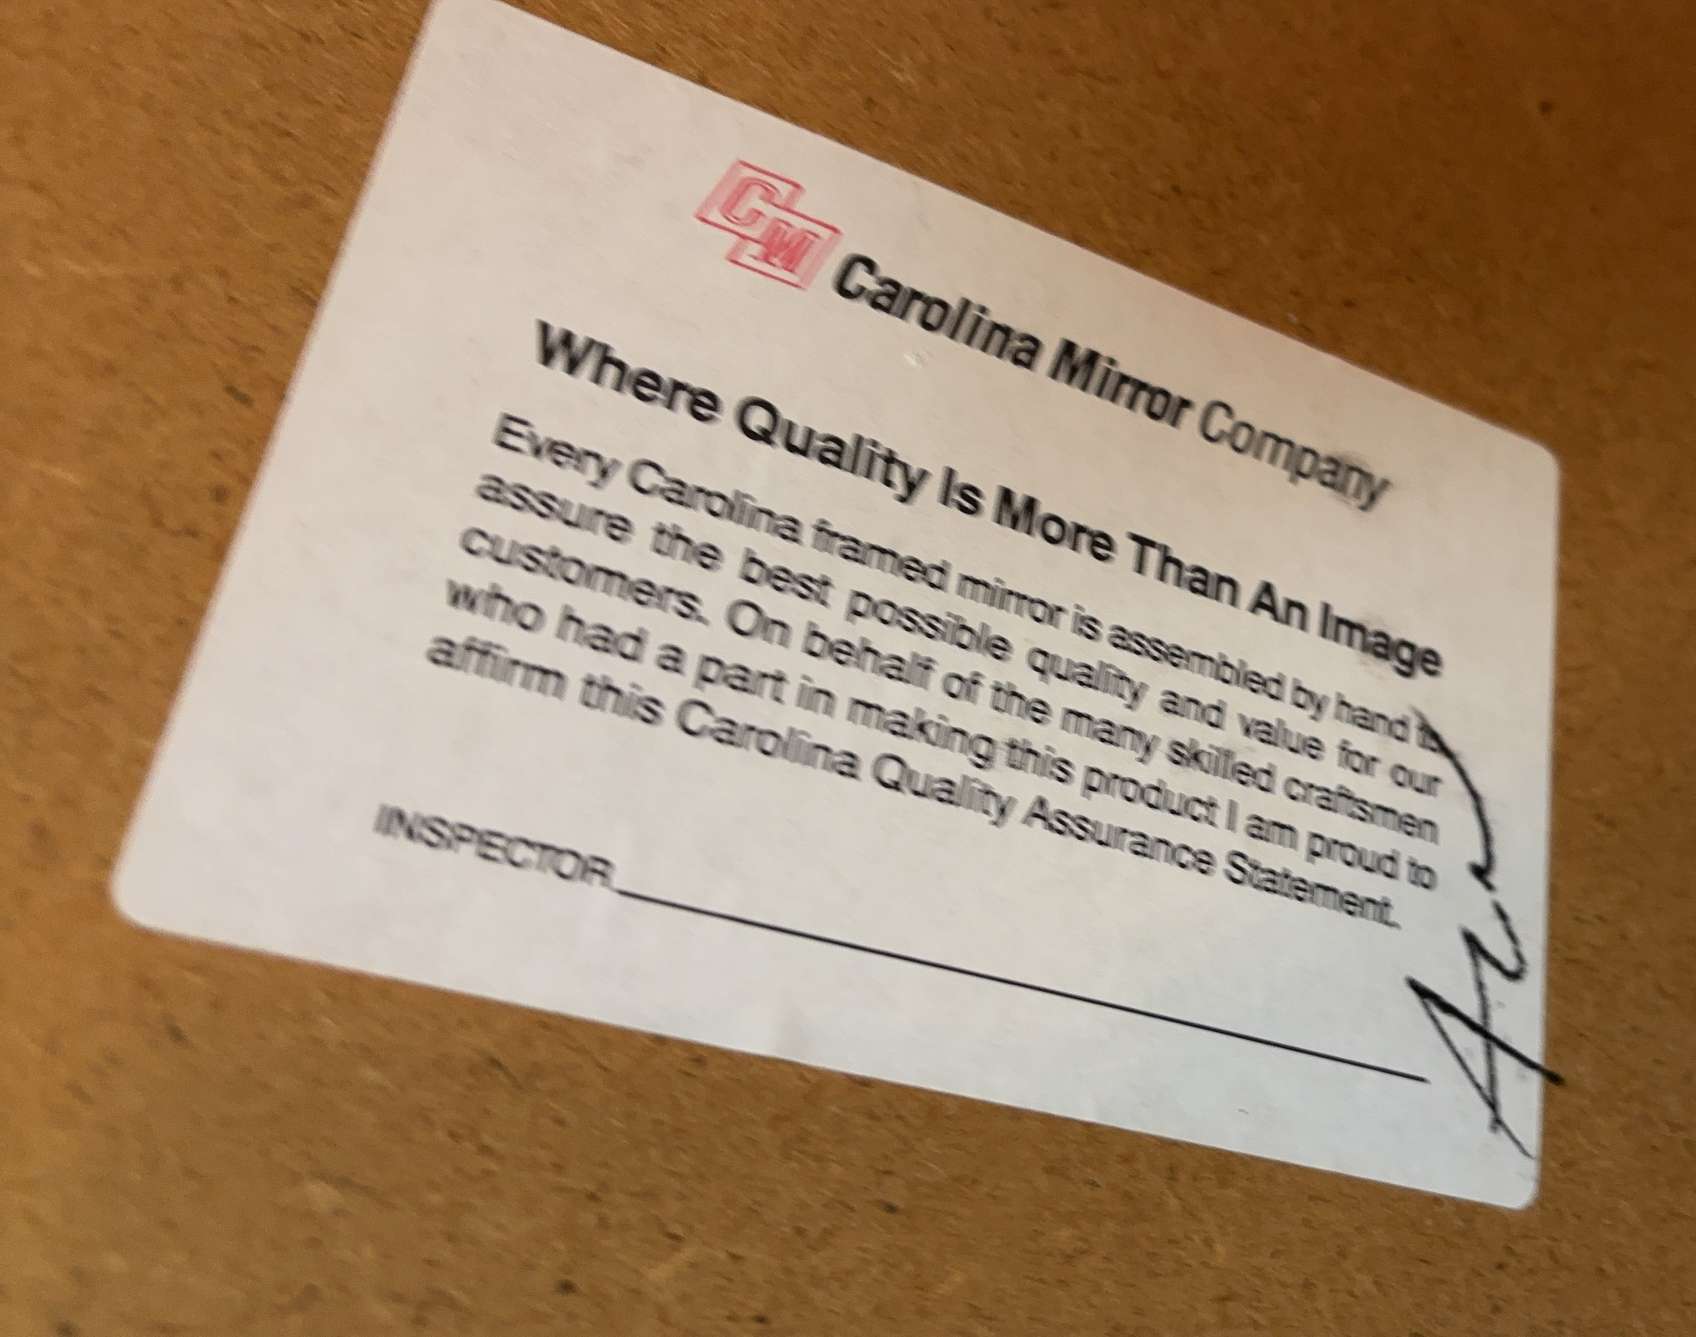 CM Carolina Mirror Company
Where Quality Is More Than An Image
Every Carolina framed mirror is assembled by hand to
assure the best possible quality and value for our
customers. On behalf of the many skilled craftsmen
who had a part in making this product I am proud to
affirm this Carolina Quality Assurance Statement.
INSPECTOR